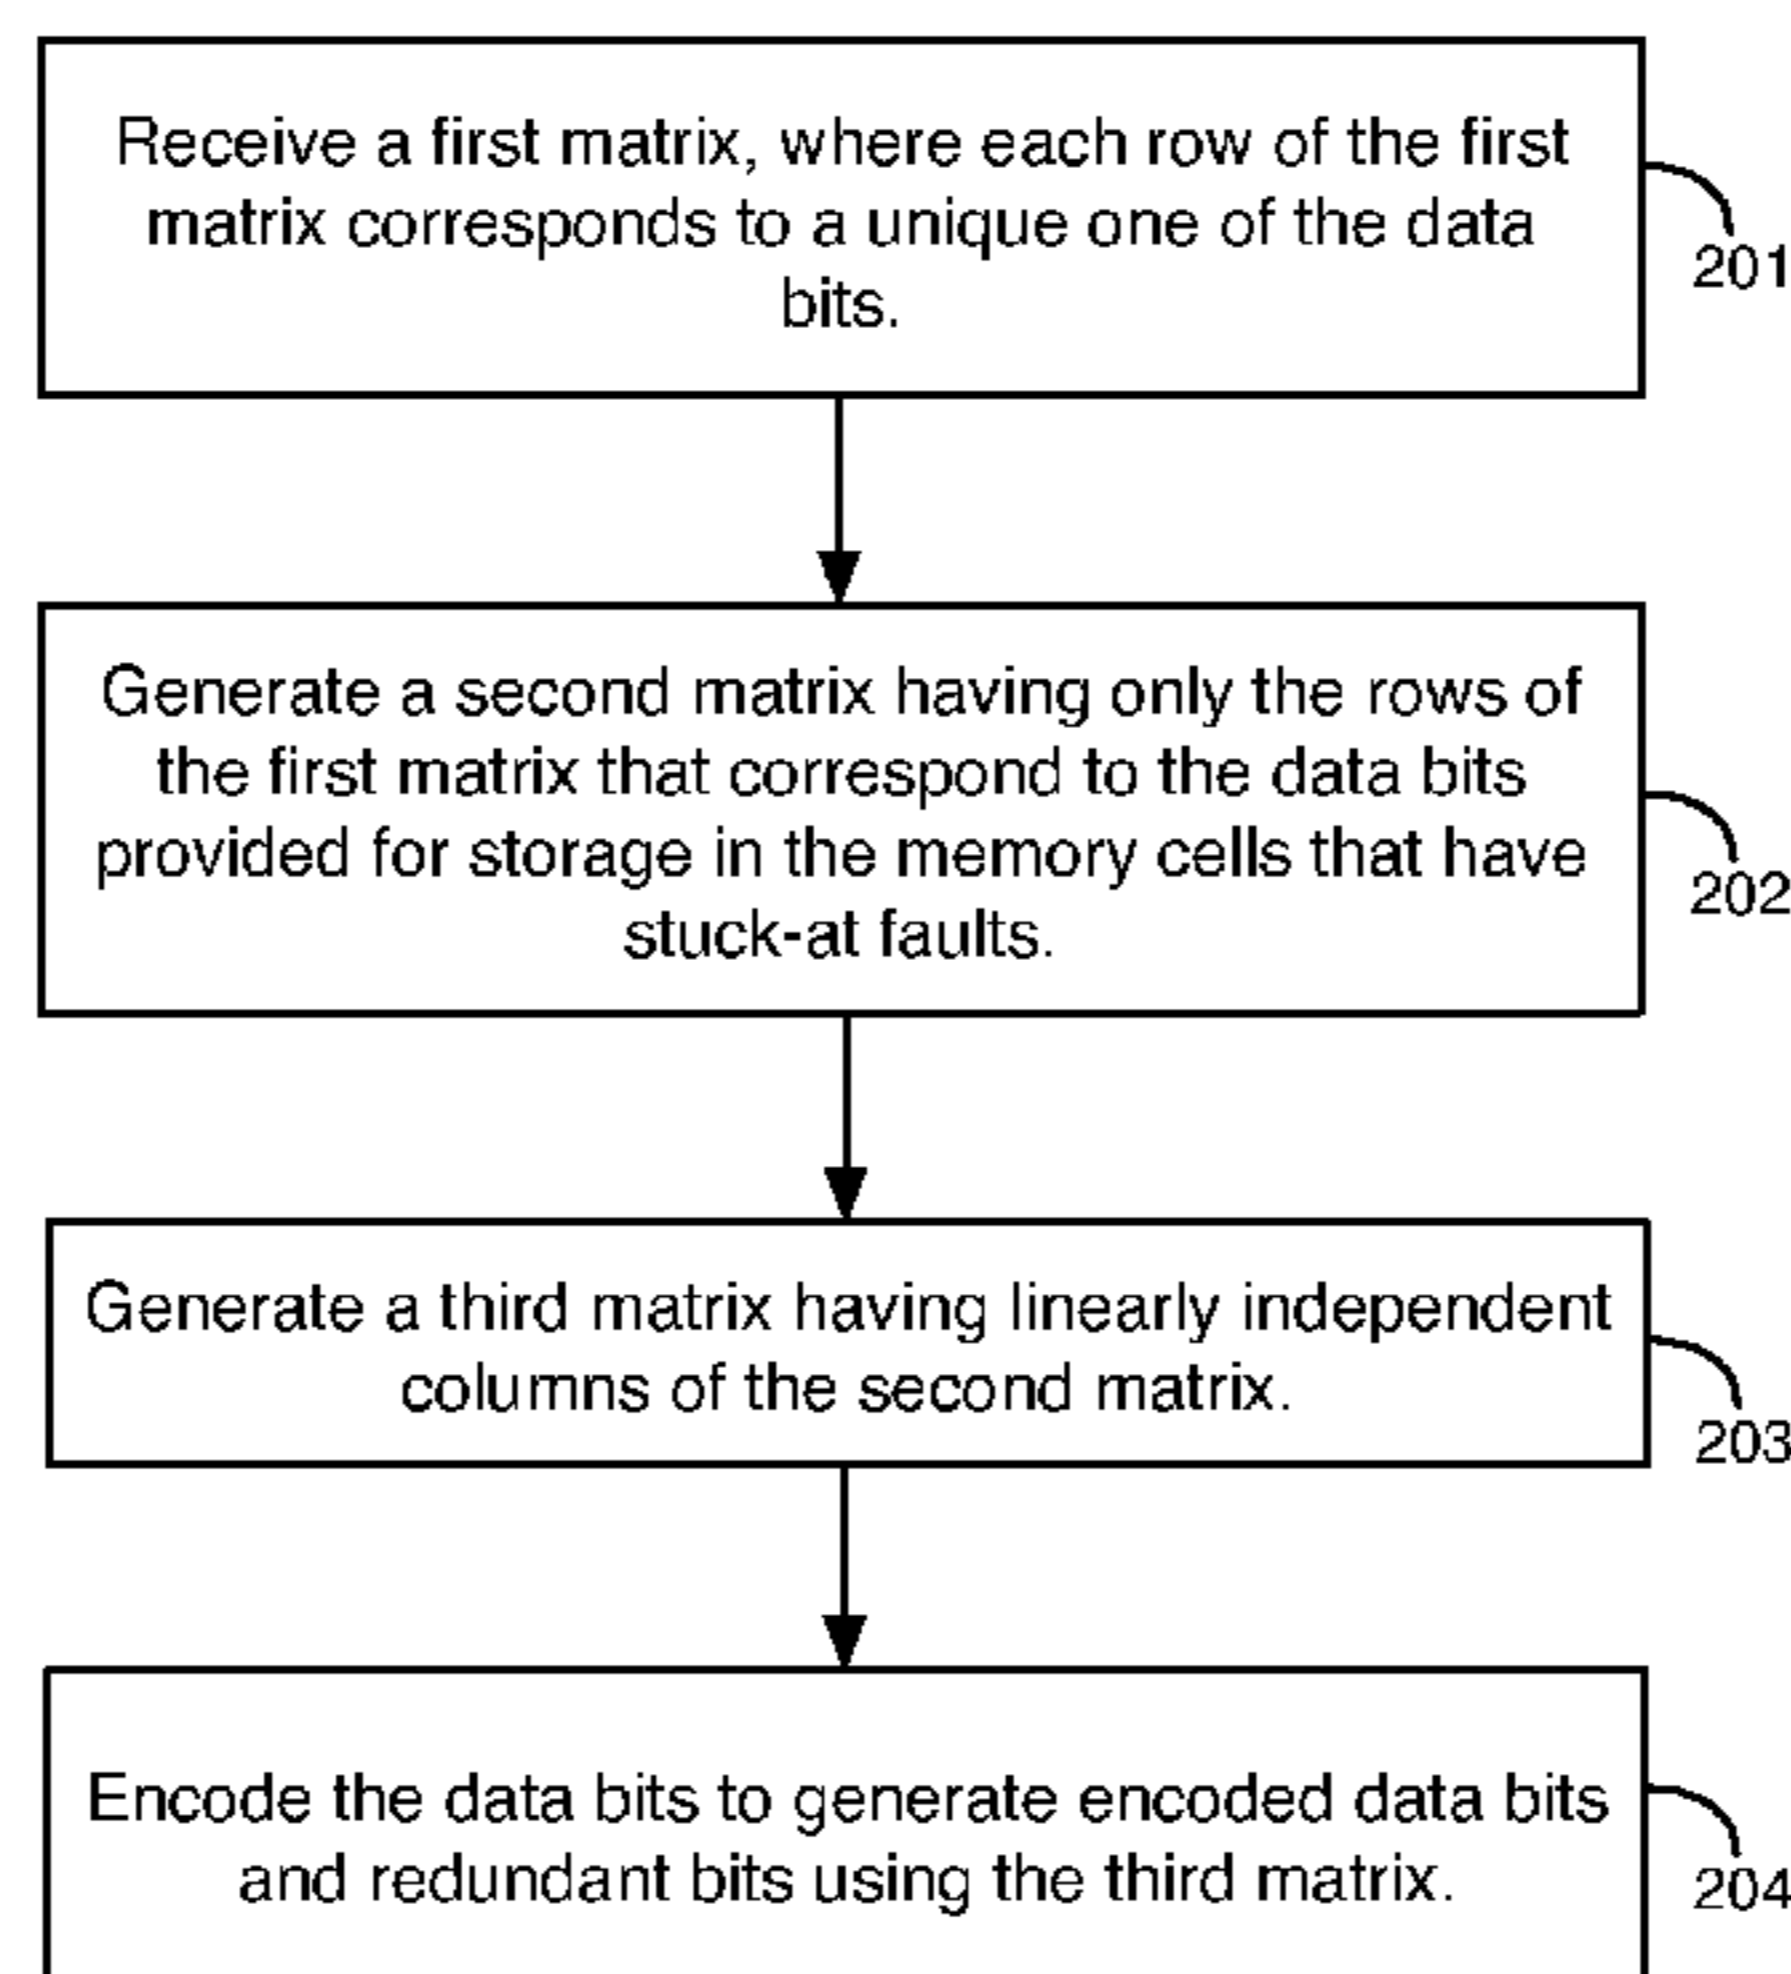 Receive a first matrix, where each row of the first
matrix corresponds to a unique one of the data
bits.
201
Generate a second matrix having only the rows of
the first matrix that correspond to the data bits
provided for storage in the memory cells that have
stuck-at faults.
202
Generate a third matrix having linearly independent
columns of the second matrix.
203
Encode the data bits to generate encoded data bits
and redundant bits using the third matrix.
204